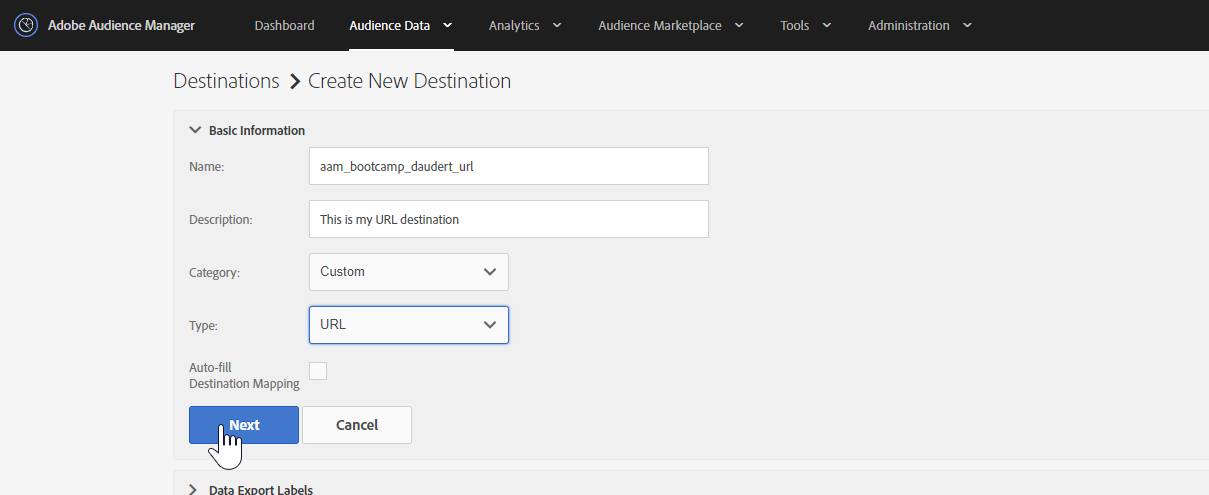 Adobe Audience Manager Dashboard Audience Data Analytics Audience Marketplace Tools Administration
Destinations > Create New Destination
Basic Information
Name: aam_bootcamp_daudert_url
Description: This is my URL destination
Category: Custom
Type: URL
Auto-fill
Destination Mapping
Next Cancel
Data Export Labels